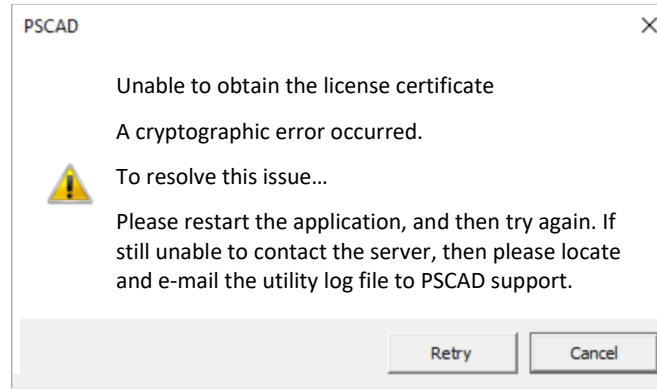 PSCAD
Unable to obtain the license certificate
A cryptographic error occurred.
To resolve this issue…
Please restart the application, and then try again. If
still unable to contact the server, then please locate
and e-mail the utility log file to PSCAD support.
Retry
Cancel